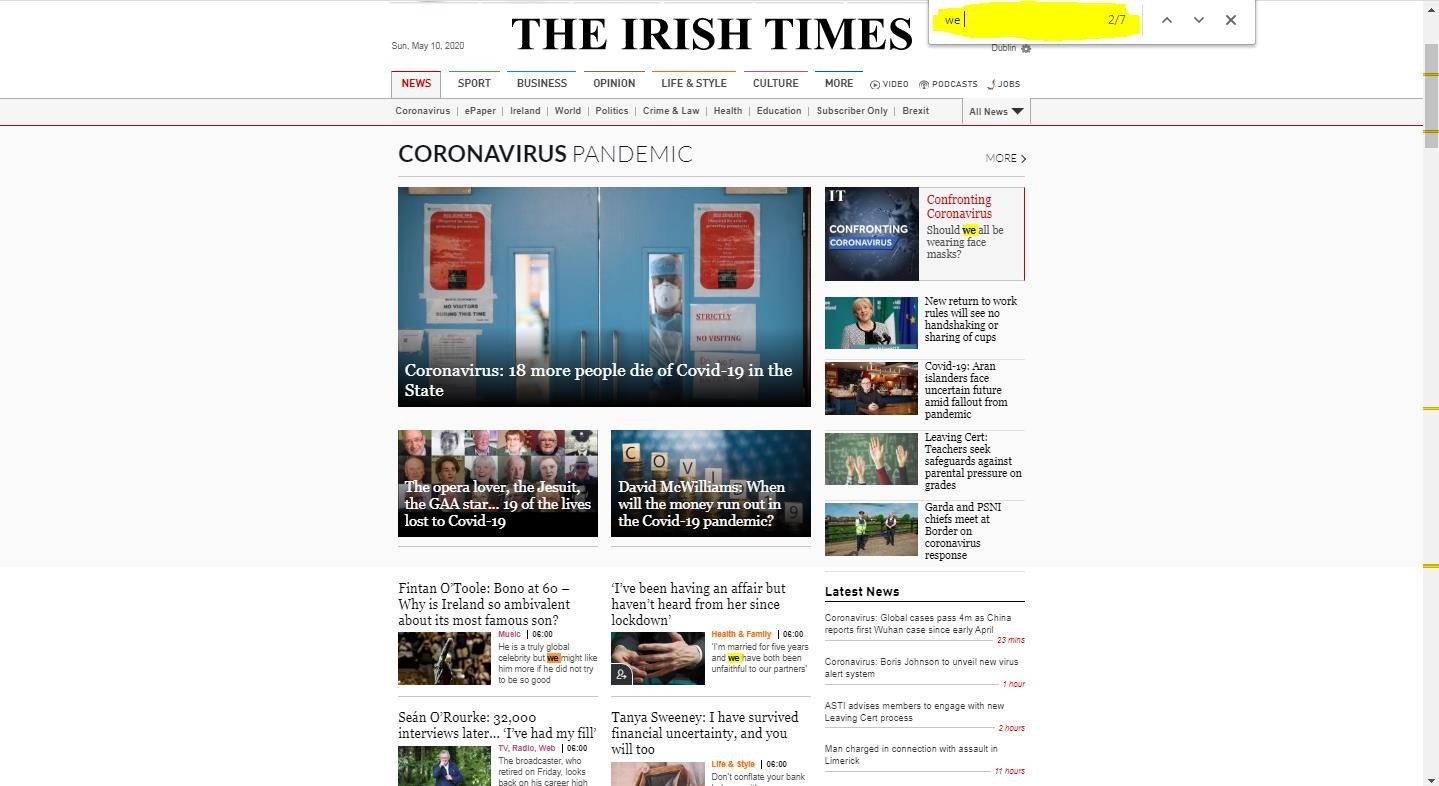 we
2/7
THE IRISH TIMES
Sun, May 10, 2020
Dublin
NEWS SPORT BUSINESS OPINION LIFE & STYLE CULTURE MORE VIDEO PODCASTS JOBS
Coronavirus | ePaper | Ireland | World | Politics | Crime & Law | Health | Education | Subscriber Only | Brexit
All News
CORONAVIRUS PANDEMIC
MORE
NO VISITORS
DURING THIS TIME
STRICTLY
NO VISITING
Coronavirus: 18 more people die of Covid-19 in the
State
IT
CONFRONTING
CORONAVIRUS
Confronting
Coronavirus
Should we all be
wearing face
masks?
New return to work
rules will see no
handshaking or
sharing of cups
Covid-19: Aran
islanders face
uncertain future
amid fallout from
pandemic
Leaving Cert:
Teachers seek
safeguards against
parental pressure on
grades
Garda and PSNI
chiefs meet at
Border on
coronavirus
response
The opera lover, the Jesuit,
the GAA star... 19 of the lives
lost to Covid-19
C O V I
9
David McWilliams: When
will the money run out in
the Covid-19 pandemic?
Fintan O'Toole: Bono at 60 –
Why is Ireland so ambivalent
about its most famous son?
Music | 06:00
He is a truly global
celebrity but we might like
him more if he did not try
to be so good
‘I’ve been having an affair but
haven’t heard from her since
lockdown’
Health & Family | 06:00
'I'm married for five years
and we have both been
unfaithful to our partners'
Latest News
Coronavirus: Global cases pass 4m as China
reports first Wuhan case since early April
23 mins
Coronavirus: Boris Johnson to unveil new virus
alert system
1 hour
ASTI advises members to engage with new
Leaving Cert process
2 hours
Man charged in connection with assault in
Limerick
11 hours
Seán O'Rourke: 32,000
interviews later... ‘I’ve had my fill’
TV, Radio, Web | 06:00
The broadcaster, who
retired on Friday, looks
back on his career high
Tanya Sweeney: I have survived
financial uncertainty, and you
will too
Life & Style | 06:00
Don't conflate your bank